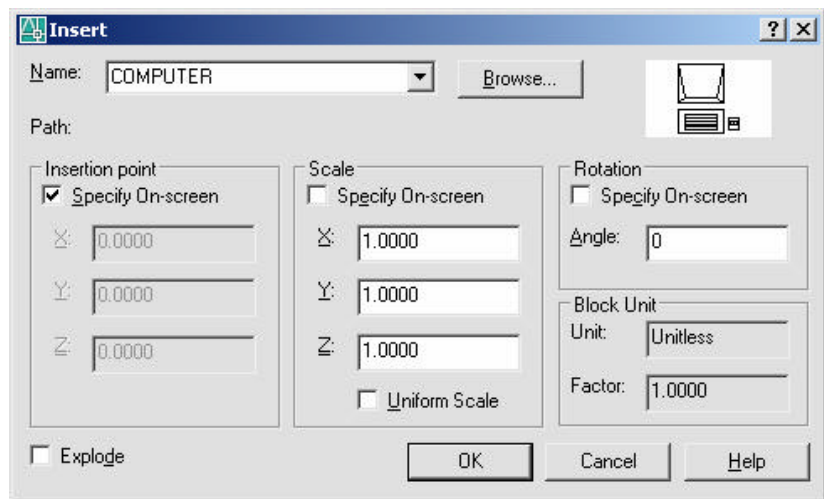 Insert
Name: COMPUTER Browse...
Path:
Insertion point
Specify On-screen
X: 0.0000
Y: 0.0000
Z: 0.0000
Scale
Specify On-screen
X: 1.0000
Y: 1.0000
Z: 1.0000
Uniform Scale
Rotation
Specify On-screen
Angle: 0
Block Unit
Unit: Unitless
Factor: 1.0000
Explode
OK Cancel Help